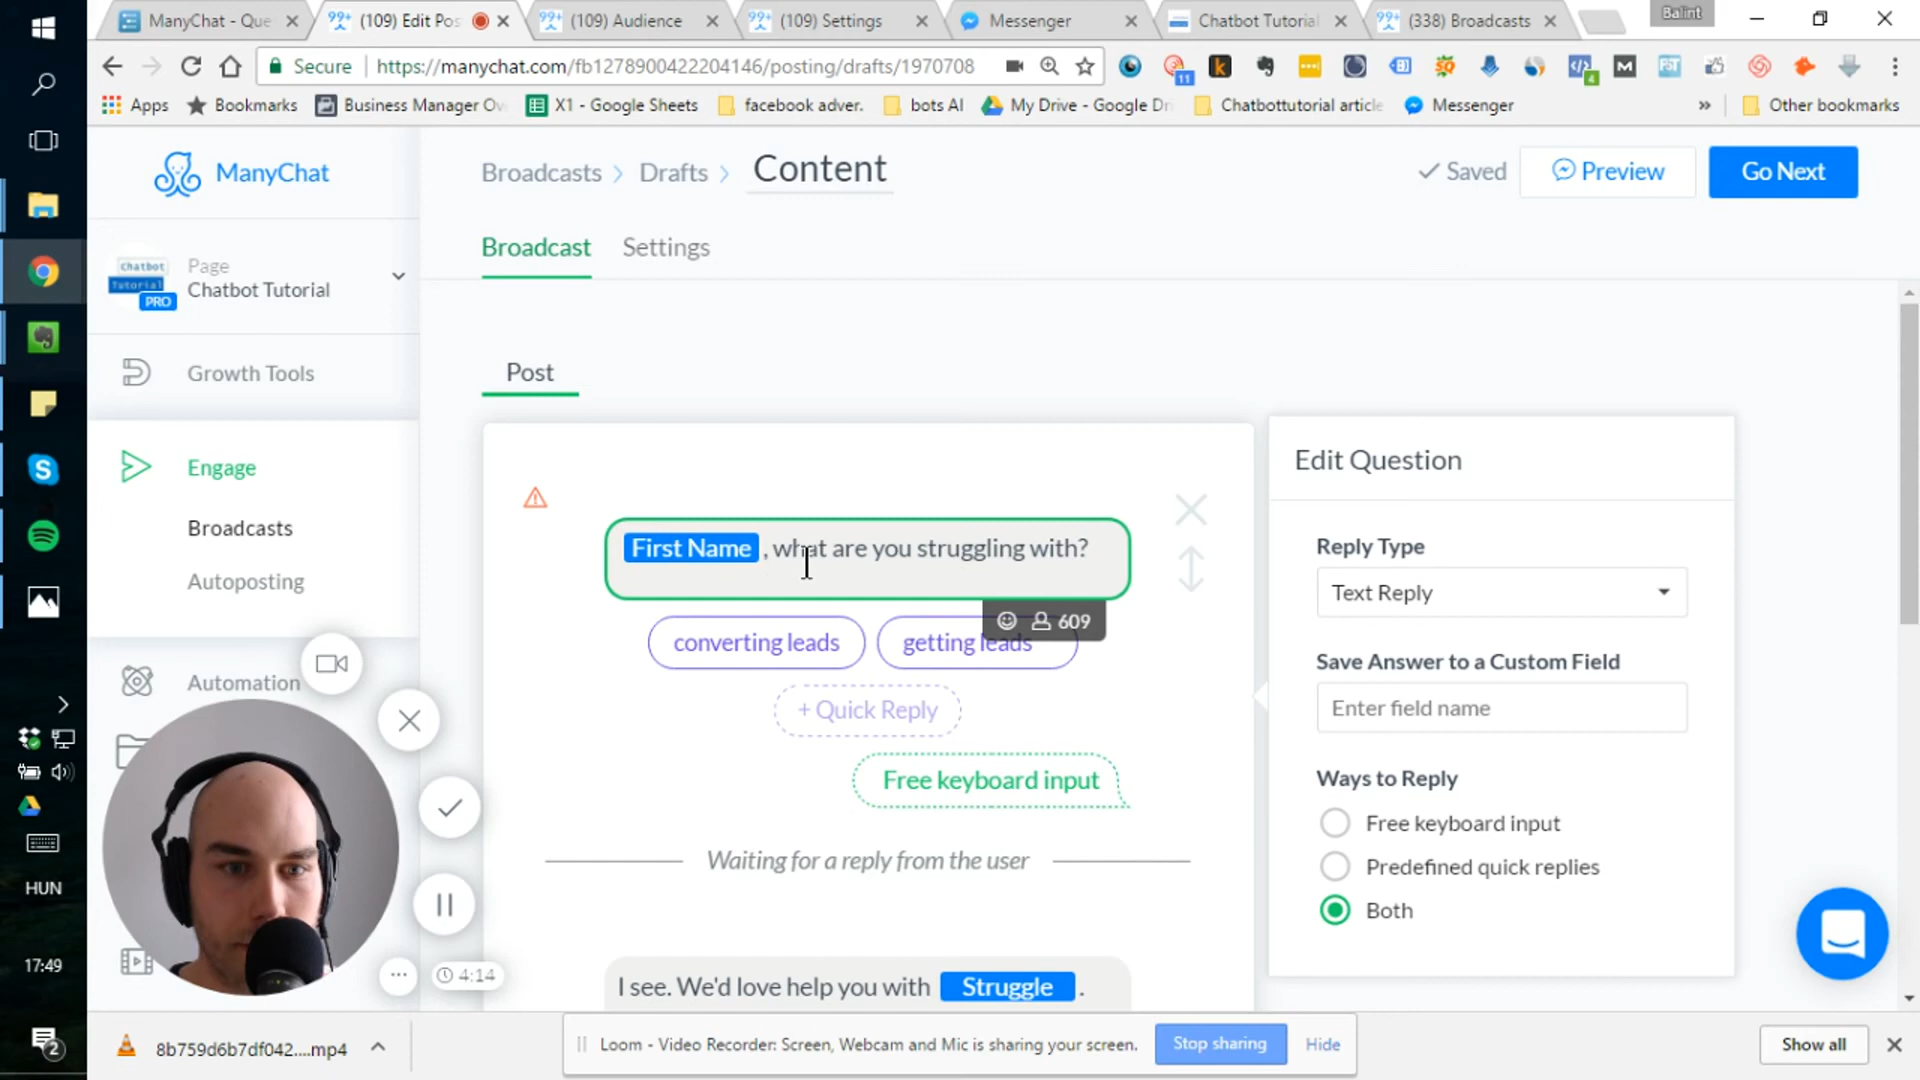 ManyChat - Que
(109) Edit Pos
(109) Audience
(109) Settings
Messenger
Chatbot Tutorial
(338) Broadcasts
Balint
Secure
https://manychat.com/fb1278900422204146/posting/drafts/1970708
11
4
Apps
Bookmarks
Business Manager Ov
X1 - Google Sheets
facebook adver.
bots AI
My Drive - Google Dr
Chatbottutorial article
Messenger
»
Other bookmarks
ManyChat
Broadcasts
Drafts
Content
Saved
Preview
Go Next
Broadcast
Settings
Page
Chatbot Tutorial
Chatbot
Tutorial
PRO
Growth Tools
Engage
Broadcasts
Autoposting
Automation
Post
First Name , what are you struggling with?
609
converting leads
getting leads
+ Quick Reply
Free keyboard input
Waiting for a reply from the user
I see. We'd love help you with Struggle .
Edit Question
Reply Type
Text Reply
Save Answer to a Custom Field
Enter field name
Ways to Reply
Free keyboard input
Predefined quick replies
Both
4:14
HUN
17:49
2
8b759d6b7df042....mp4
Loom - Video Recorder: Screen, Webcam and Mic is sharing your screen.
Stop sharing
Hide
Show all